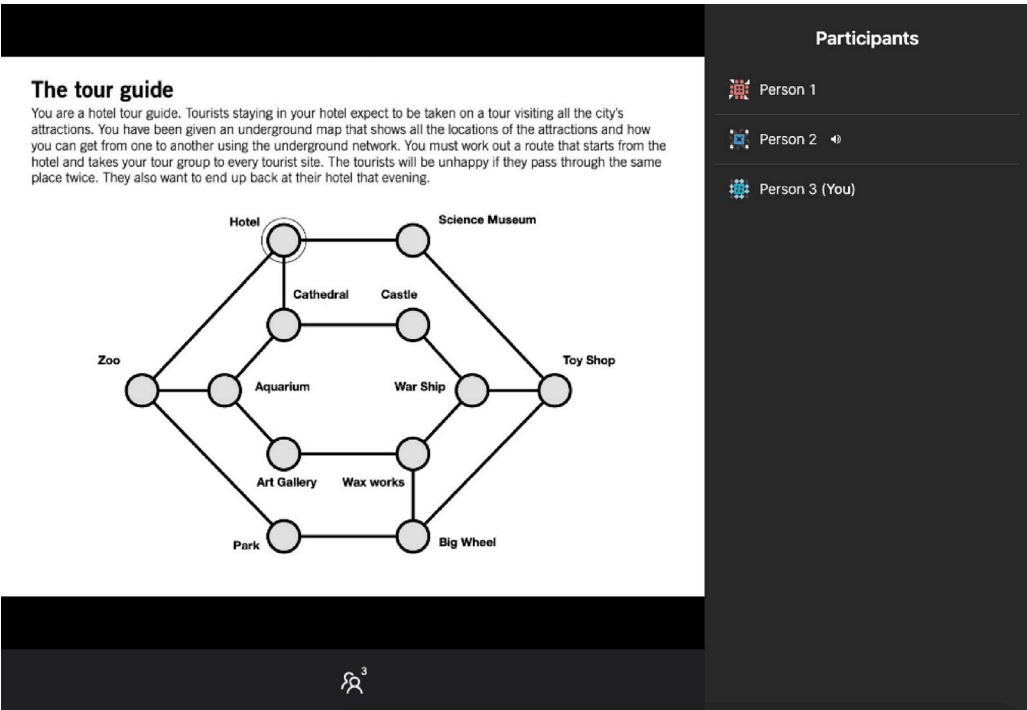 The tour guide
You are a hotel tour guide. Tourists staying in your hotel expect to be taken on a tour visiting all the city's
attractions. You have been given an underground map that shows all the locations of the attractions and how
you can get from one to another using the underground network. You must work out a route that starts from the
hotel and takes your tour group to every tourist site. The tourists will be unhappy if they pass through the same
place twice. They also want to end up back at their hotel that evening.
Hotel
Science Museum
Cathedral
Castle
Zoo
Toy Shop
Aquarium
War Ship
Art Gallery
Wax works
Park
Big Wheel
3
Participants
Person 1
Person 2
Person 3 (You)